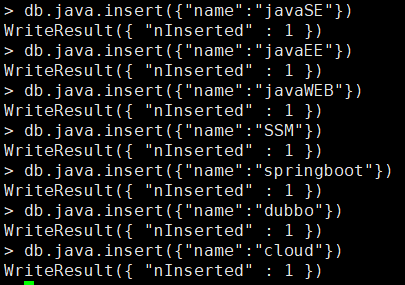 > db.java.insert({"name":"javaSE"})
WriteResult({ "nInserted" : 1 })
> db.java.insert({"name":"javaEE"})
WriteResult({ "nInserted" : 1 })
> db.java.insert({"name":"javaWEB"})
WriteResult({ "nInserted" : 1 })
> db.java.insert({"name":"SSM"})
WriteResult({ "nInserted" : 1 })
> db.java.insert({"name":"springboot"})
WriteResult({ "nInserted" : 1 })
> db.java.insert({"name":"dubbo"})
WriteResult({ "nInserted" : 1 })
> db.java.insert({"name":"cloud"})
WriteResult({ "nInserted" : 1 })